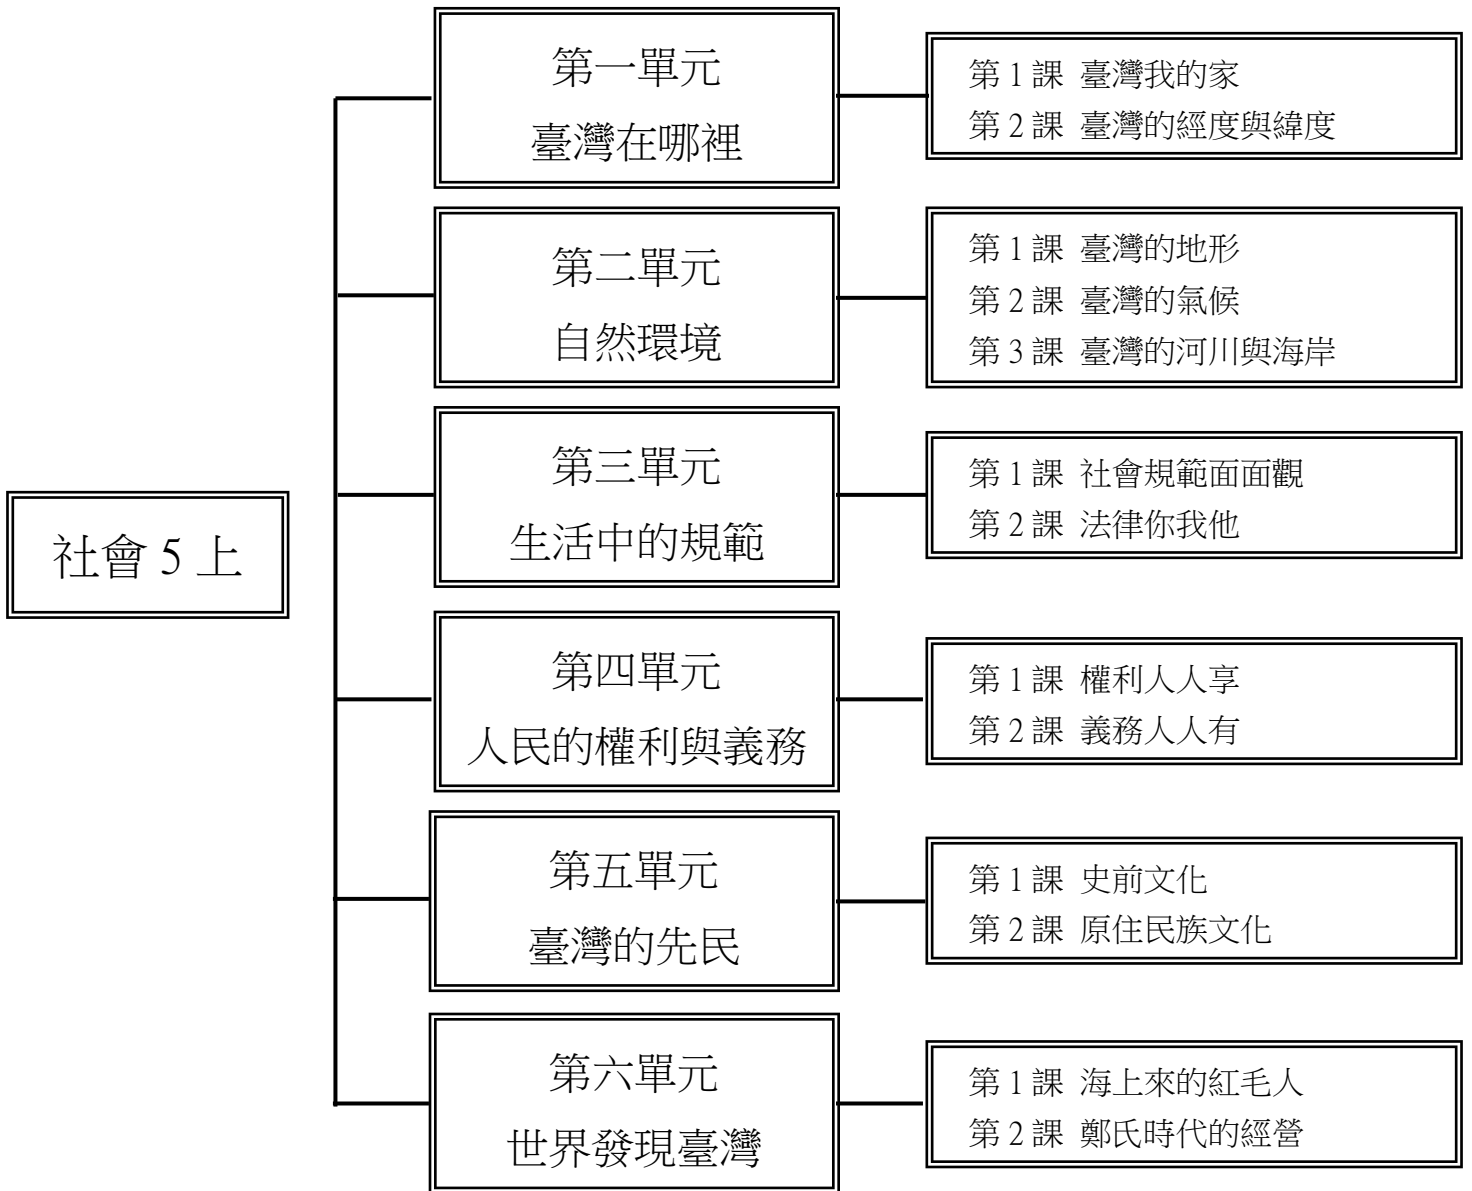 社會 5 上
第一單元
臺灣在哪裡
第 1 課 臺灣我的家
第 2 課 臺灣的經度與緯度
第二單元
自然環境
第 1 課 臺灣的地形
第 2 課 臺灣的氣候
第 3 課 臺灣的河川與海岸
第三單元
生活中的規範
第 1 課 社會規範面面觀
第 2 課 法律你我他
第四單元
人民的權利與義務
第 1 課 權利人人享
第 2 課 義務人人有
第五單元
臺灣的先民
第 1 課 史前文化
第 2 課 原住民族文化
第六單元
世界發現臺灣
第 1 課 海上來的紅毛人
第 2 課 鄭氏時代的經營